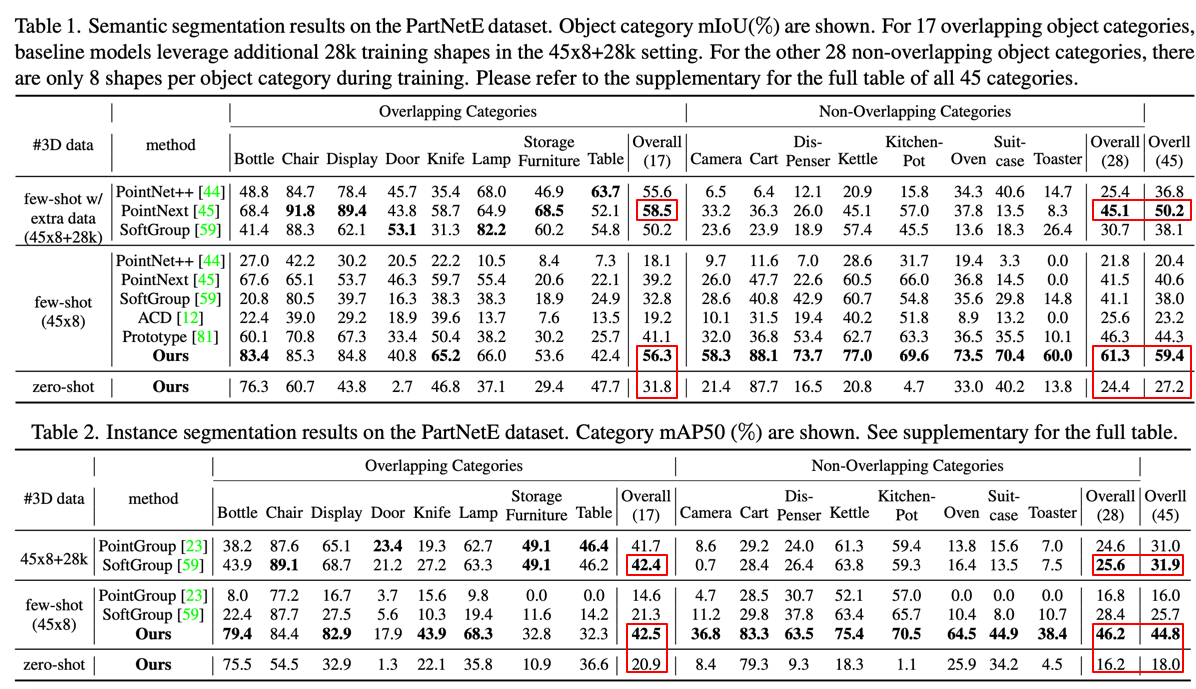 Table 1. Semantic segmentation results on the PartNetE dataset. Object category mIoU(%) are shown. For 17 overlapping object categories,
baseline models leverage additional 28k training shapes in the 45x8+28k setting. For the other 28 non-overlapping object categories, there
are only 8 shapes per object category during training. Please refer to the supplementary for the full table of all 45 categories.
Overlapping Categories Non-Overlapping Categories
#3D data method Bottle Chair Display Door Knife Lamp Storage Furniture Table Overall (17) Camera Cart Dis-Penser Kettle Kitchen-Pot Oven Suit-case Toaster Overall (28) Overll (45)
few-shot w/ extra data (45x8+28k)
PointNet++ [44] 48.8 84.7 78.4 45.7 35.4 68.0 46.9 63.7 55.6 6.5 6.4 12.1 20.9 15.8 34.3 40.6 14.7 25.4 36.8
PointNext [45] 68.4 91.8 89.4 43.8 58.7 64.9 68.5 52.1 58.5 33.2 36.3 26.0 45.1 57.0 37.8 13.5 8.3 45.1 50.2
SoftGroup [59] 41.4 88.3 62.1 53.1 31.3 82.2 60.2 54.8 50.2 23.6 23.9 18.9 57.4 45.5 13.6 18.3 26.4 30.7 38.1
few-shot (45x8)
PointNet++ [44] 27.0 42.2 30.2 20.5 22.2 10.5 8.4 7.3 18.1 9.7 11.6 7.0 28.6 31.7 19.4 3.3 0.0 21.8 20.4
PointNext [45] 67.6 65.1 53.7 46.3 59.7 55.4 20.6 22.1 39.2 26.0 47.7 22.6 60.5 66.0 36.8 14.5 0.0 41.5 40.6
SoftGroup [59] 20.8 80.5 39.7 16.3 38.3 38.3 18.9 24.9 32.8 28.6 40.8 42.9 60.7 54.8 35.6 29.8 14.8 41.1 38.0
ACD [12] 22.4 39.0 29.2 18.9 39.6 13.7 7.6 13.5 19.2 10.1 31.5 19.4 40.2 51.8 8.9 13.2 0.0 25.6 23.2
Prototype [81] 60.1 70.8 67.3 33.4 50.4 38.2 30.2 25.7 41.1 32.0 36.8 53.4 62.7 63.3 36.5 35.5 10.1 46.3 44.3
Ours 83.4 85.3 84.8 40.8 65.2 66.0 53.6 42.4 56.3 58.3 88.1 73.7 77.0 69.6 73.5 70.4 60.0 61.3 59.4
zero-shot Ours 76.3 60.7 43.8 2.7 46.8 37.1 29.4 47.7 31.8 21.4 87.7 16.5 20.8 4.7 33.0 40.2 13.8 24.4 27.2
Table 2. Instance segmentation results on the PartNetE dataset. Category mAP50 (%) are shown. See supplementary for the full table.
Overlapping Categories Non-Overlapping Categories
#3D data method Bottle Chair Display Door Knife Lamp Storage Furniture Table Overall (17) Camera Cart Dis-Penser Kettle Kitchen-Pot Oven Suit-case Toaster Overall (28) Overll (45)
45x8+28k
PointGroup [23] 38.2 87.6 65.1 23.4 19.3 62.7 49.1 46.4 41.7 8.6 29.2 24.0 61.3 59.4 13.8 15.6 7.0 24.6 31.0
SoftGroup [59] 43.9 89.1 68.7 21.2 27.2 63.3 49.1 46.2 42.4 0.7 28.4 26.4 63.8 59.3 16.4 13.5 7.5 25.6 31.9
few-shot (45x8)
PointGroup [23] 8.0 77.2 16.7 3.7 15.6 9.8 0.0 0.0 14.6 4.7 28.5 30.7 52.1 57.0 0.0 0.0 0.0 16.8 16.0
SoftGroup [59] 22.4 87.7 27.5 5.6 10.3 19.4 11.6 14.2 21.3 11.2 29.8 37.8 63.4 65.7 10.4 8.0 10.7 28.4 25.7
Ours 79.4 84.4 82.9 17.9 43.9 68.3 32.8 32.3 42.5 36.8 83.3 63.5 75.4 70.5 64.5 44.9 38.4 46.2 44.8
zero-shot Ours 75.5 54.5 32.9 1.3 22.1 35.8 10.9 36.6 20.9 8.4 79.3 9.3 18.3 1.1 25.9 34.2 4.5 16.2 18.0